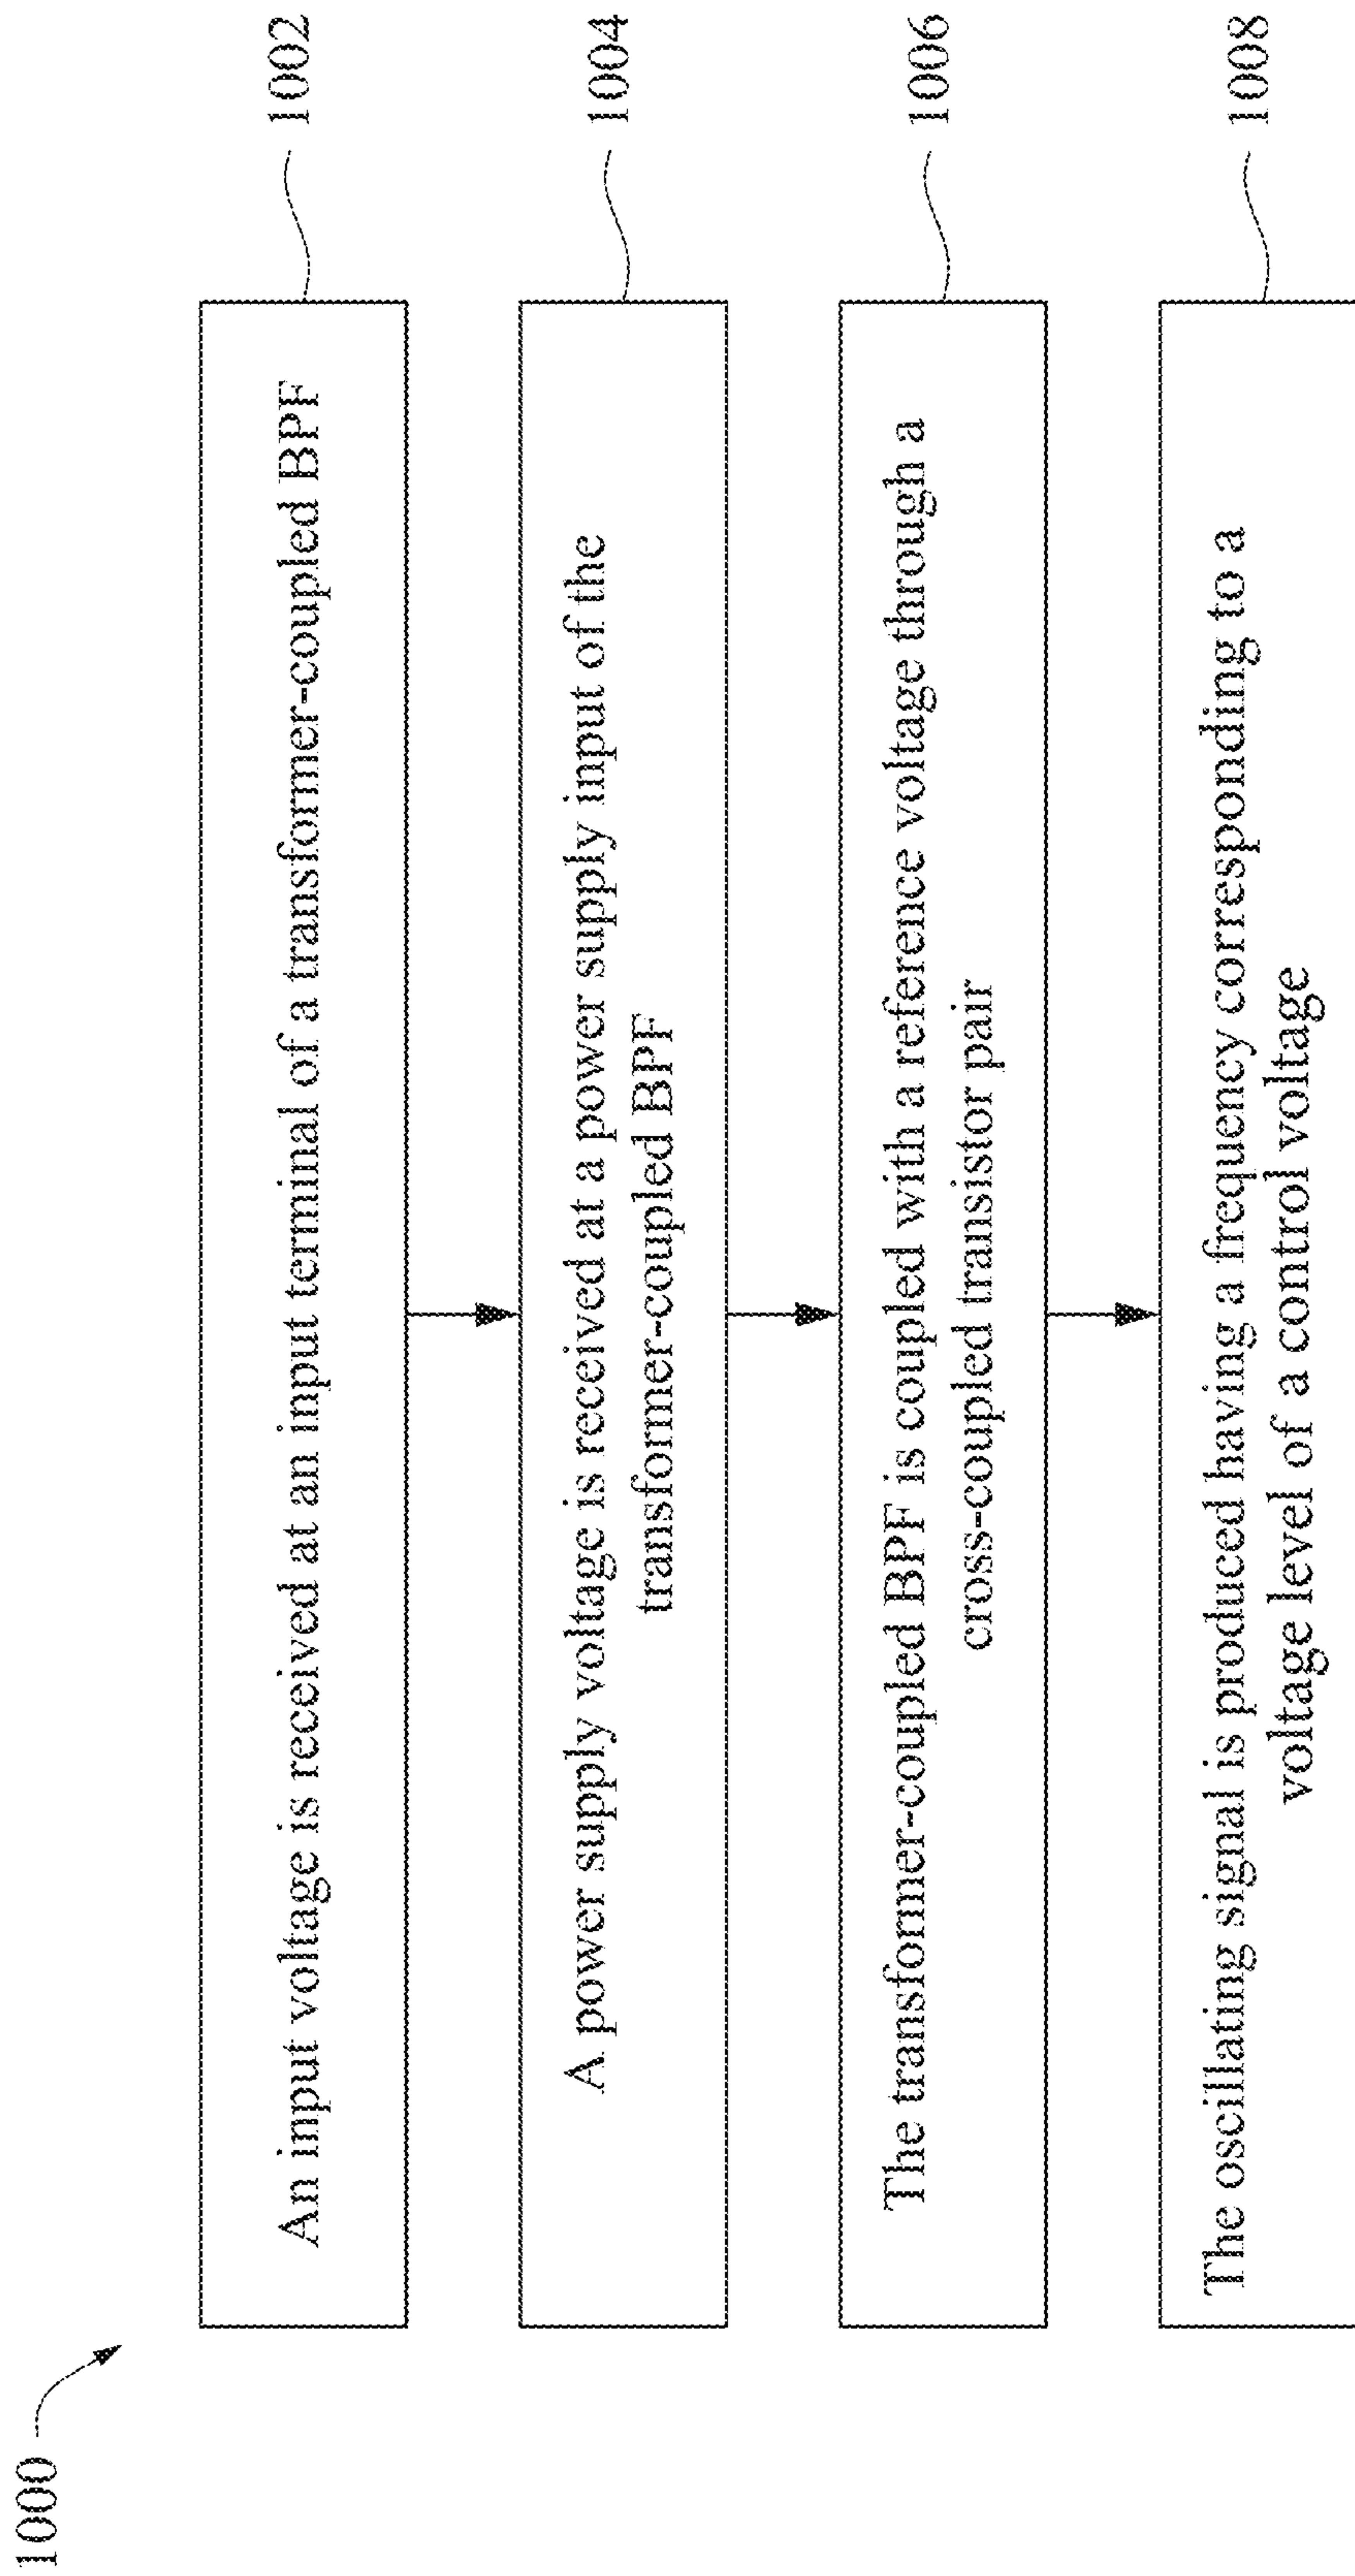 1000
An input voltage is received at an input terminal of a transformer-coupled BPF
1002
A power supply voltage is received at a power supply input of the
transformer-coupled BPF
1004
The transformer-coupled BPF is coupled with a reference voltage through a
cross-coupled transistor pair
1006
The oscillating signal is produced having a frequency corresponding to a
voltage level of a control voltage
1008